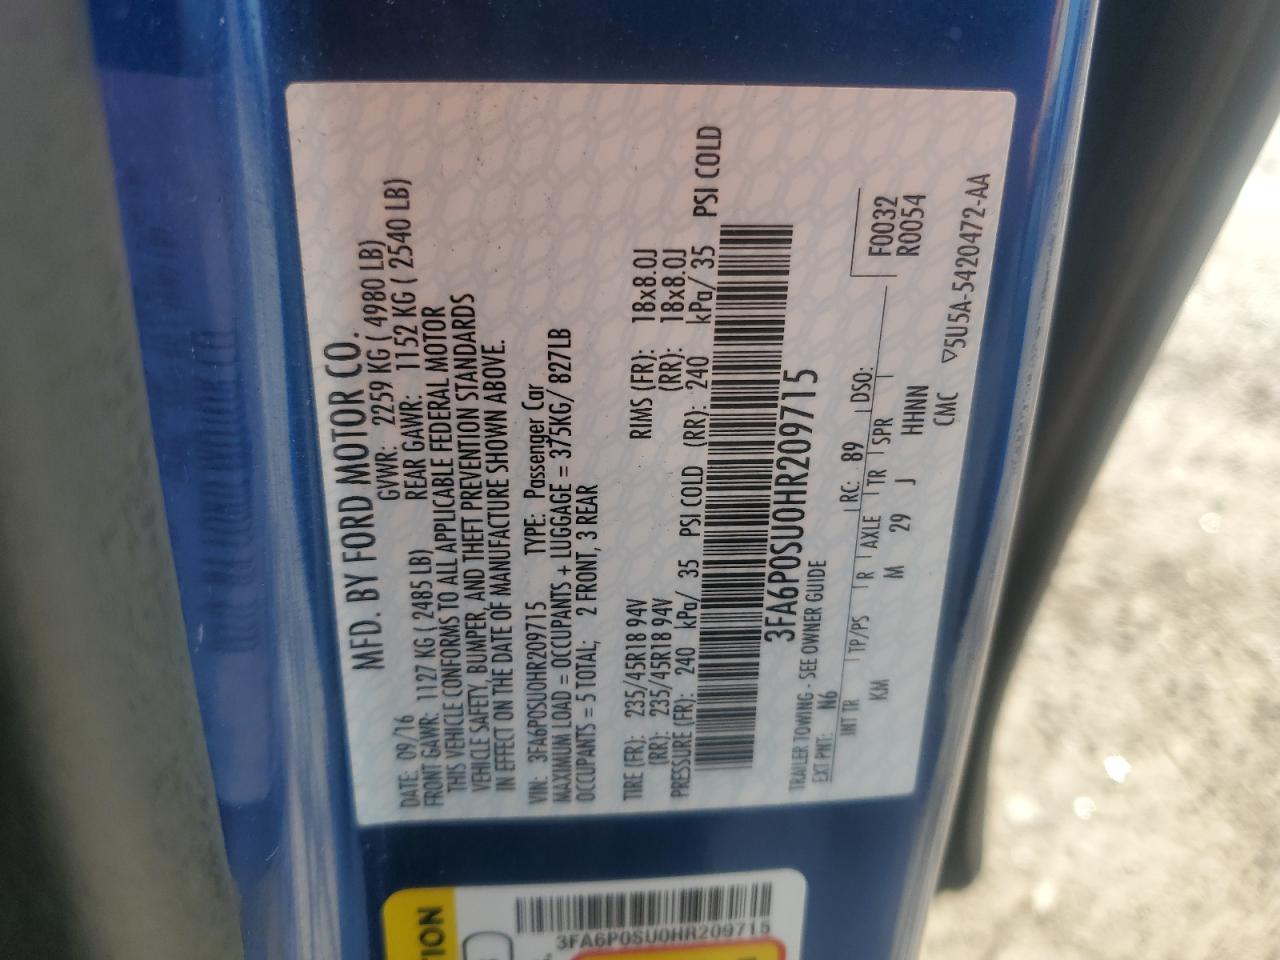 MFD. BY FORD MOTOR CO.
DATE: 09/16 GVWR: 2259 KG ( 4980 LB)
FRONT GAWR: 1127 KG ( 2485 LB) REAR GAWR: 1152 KG ( 2540 LB)
THIS VEHICLE CONFORMS TO ALL APPLICABLE FEDERAL MOTOR
VEHICLE SAFETY, BUMPER, AND THEFT PREVENTION STANDARDS
IN EFFECT ON THE DATE OF MANUFACTURE SHOWN ABOVE.
VIN: 3FA6P0SU0HR209715 TYPE: Passenger Car
MAXIMUM LOAD = OCCUPANTS + LUGGAGE = 375KG/ 827LB
OCCUPANTS = 5 TOTAL; 2 FRONT, 3 REAR
TIRE (FR): 235/45R18 94V RIMS (FR): 18x8.0J
(RR): 235/45R18 94V (RR): 18x8.0J
PRESSURE (FR): 240 kPa/ 35 PSI COLD (RR): 240 kPa/ 35 PSI COLD
3FA6P0SU0HR209715
TRAILER TOWING - SEE OWNER GUIDE
EXT PNT: N6 RC: 89 DSO: F0032
INT TR TP/PS R AXLE TR SPR R0054
KM M 29 J HHNN
CMC ▽5U5A-5420472-AA
TION
3FA6P0SU0HR209715